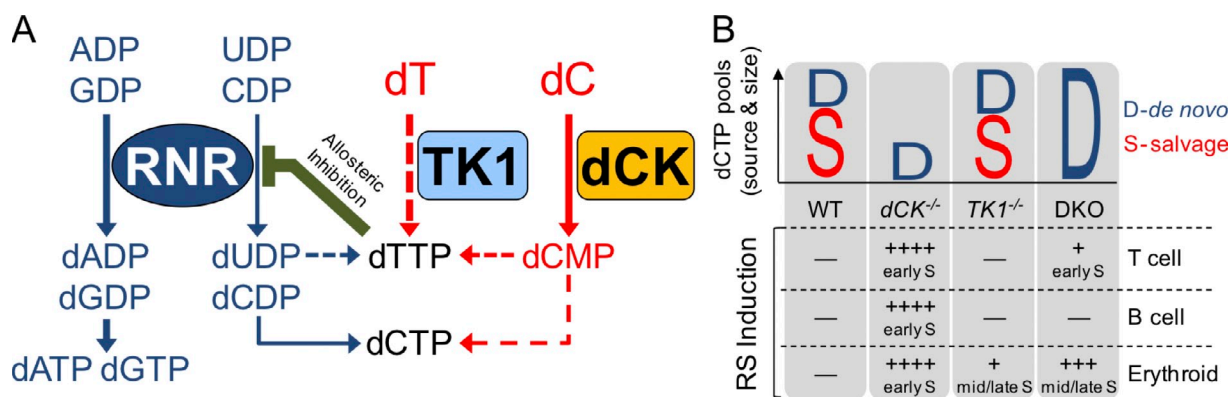 A
ADP
GDP
UDP
CDP
dT
dC
RNR
Allosteric
Inhibition
TK1
dCK
dADP
dGDP
dUDP
dCDP
dTTP
dCMP
dATP dGTP
dCTP
B
dCTP pools
(source & size)
D
S
D
D
S
D
D-de novo
S-salvage
WT
dCK-/-
TK1-/-
DKO
RS Induction
—
++++
early S
—
+
early S
T cell
—
++++
early S
—
—
B cell
—
++++
early S
+
mid/late S
+++
mid/late S
Erythroid